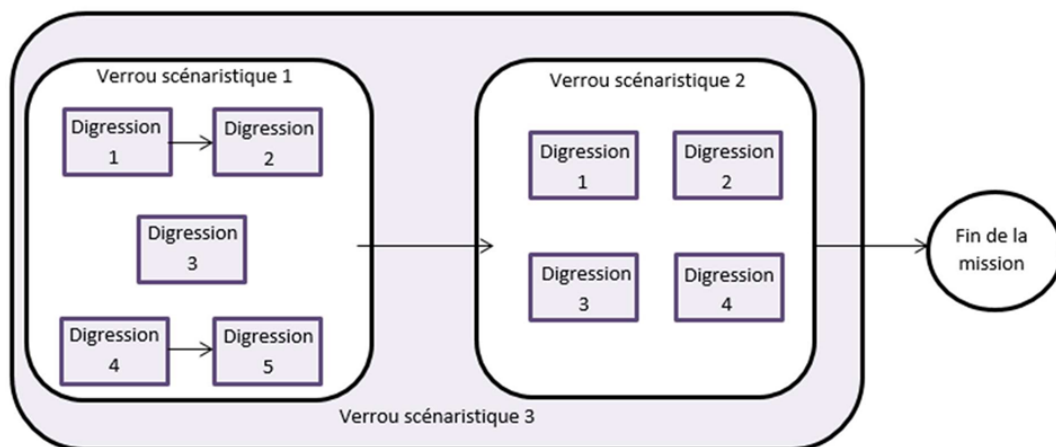 Verrou scénaristique 1
Digression
1
Digression
2
Digression
3
Digression
4
Digression
5
Verrou scénaristique 2
Digression
1
Digression
2
Digression
3
Digression
4
Verrou scénaristique 3
Fin de la
mission